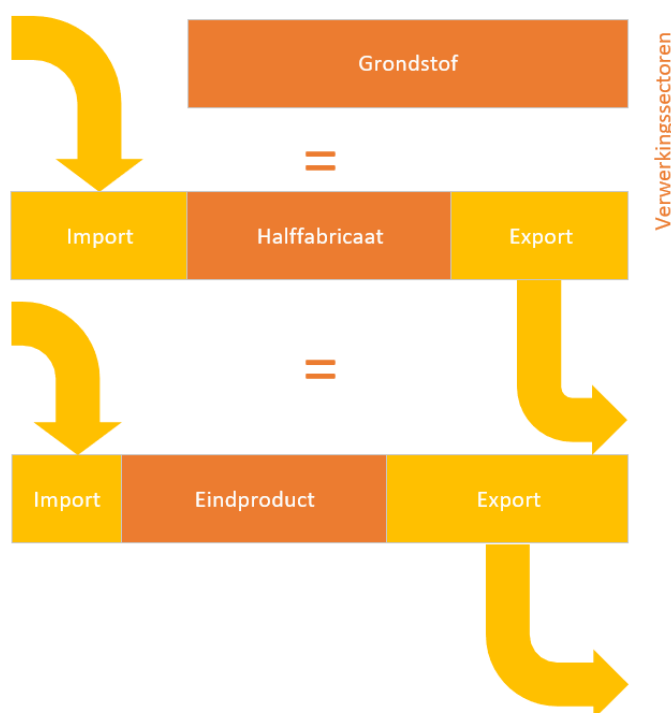 Grondstof
Verwerkingssectoren
=
Import Halffabricaat Export
=
Import Eindproduct Export